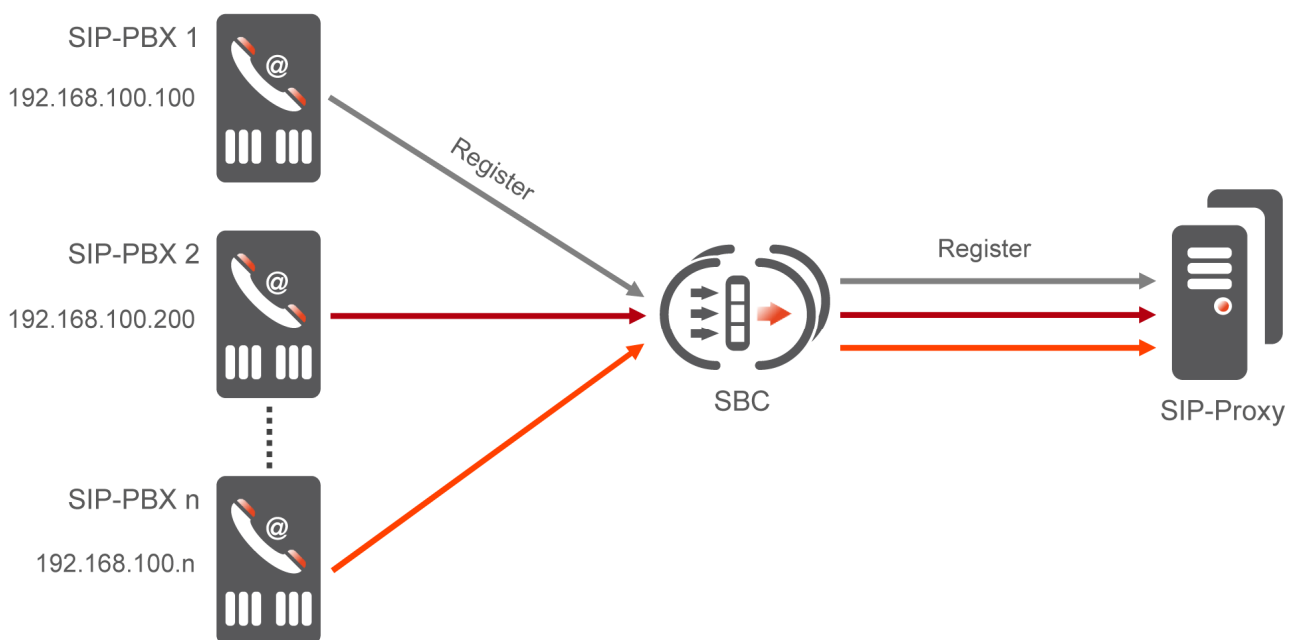 SIP-PBX 1
@
192.168.100.100
Register
SIP-PBX 2
@
192.168.100.200
Register
SBC
SIP-Proxy
SIP-PBX n
@
192.168.100.n